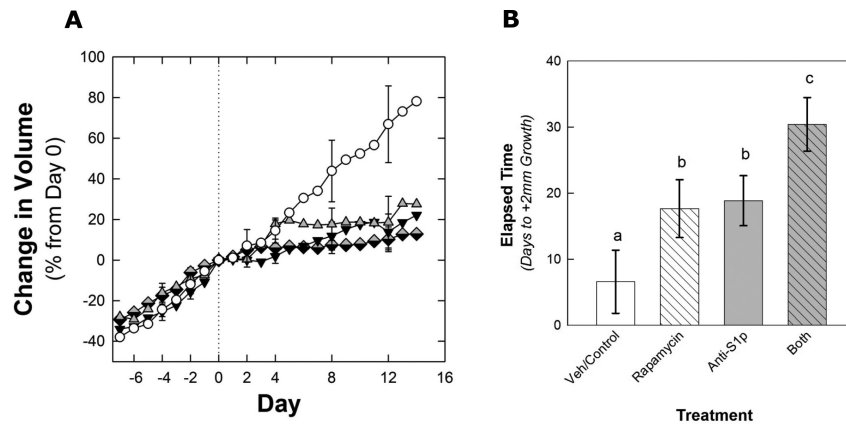 A
Change in Volume
(% from Day 0)
100
80
60
40
20
0
-20
-40
-6 -4 -2 0 2 4 8 12 16
Day
B
Elapsed Time
(Days to +2mm Growth)
40
30
20
10
0
a
b
b
c
Veh/Control
Rapamycin
Anti-S1p
Both
Treatment